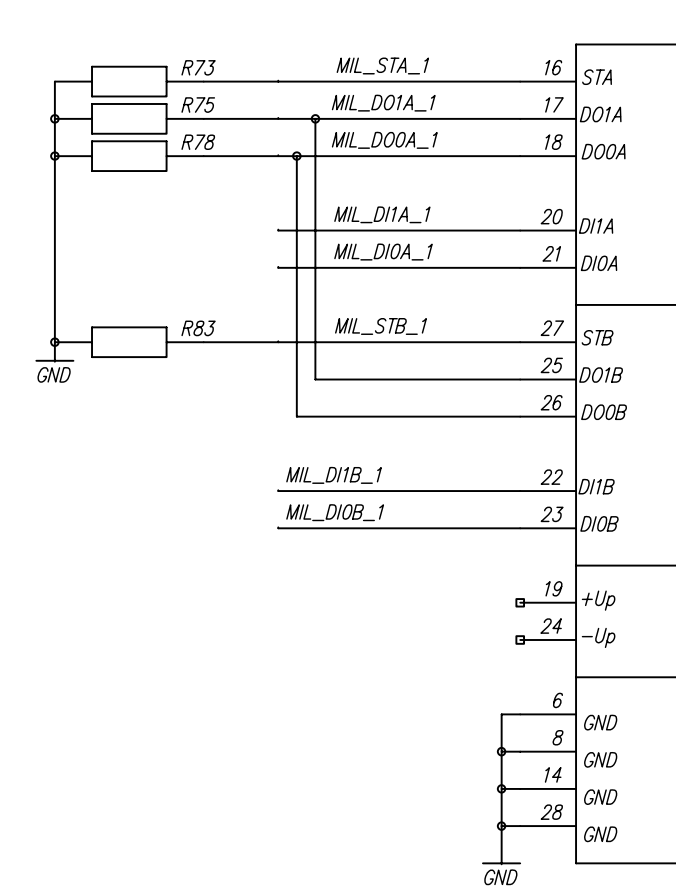 R73 MIL_STA_1 16 STA
R75 MIL_DO1A_1 17 DO1A
R78 MIL_DO0A_1 18 DO0A
MIL_DI1A_1 20 DI1A
MIL_DI0A_1 21 DI0A
R83 MIL_STB_1 27 STB
GND 25 DO1B
26 DO0B
MIL_DI1B_1 22 DI1B
MIL_DI0B_1 23 DI0B
19 +Up
24 -Up
6 GND
8 GND
14 GND
28 GND
GND